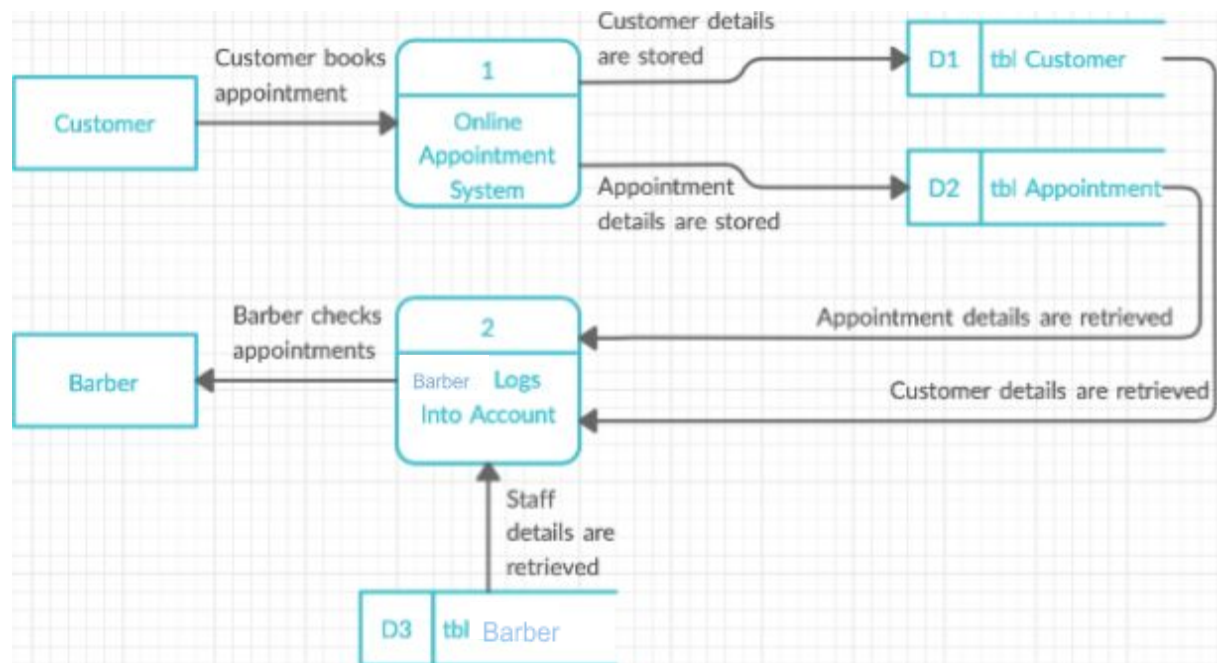 Customer
Customer books
appointment
1
Online
Appointment
System
Customer details
are stored
D1 tbl Customer
Appointment
details are stored
D2 tbl Appointment
Appointment details are retrieved
Customer details are retrieved
Barber
Barber checks
appointments
2
Barber Logs
Into Account
Staff
details are
retrieved
D3 tbl Barber